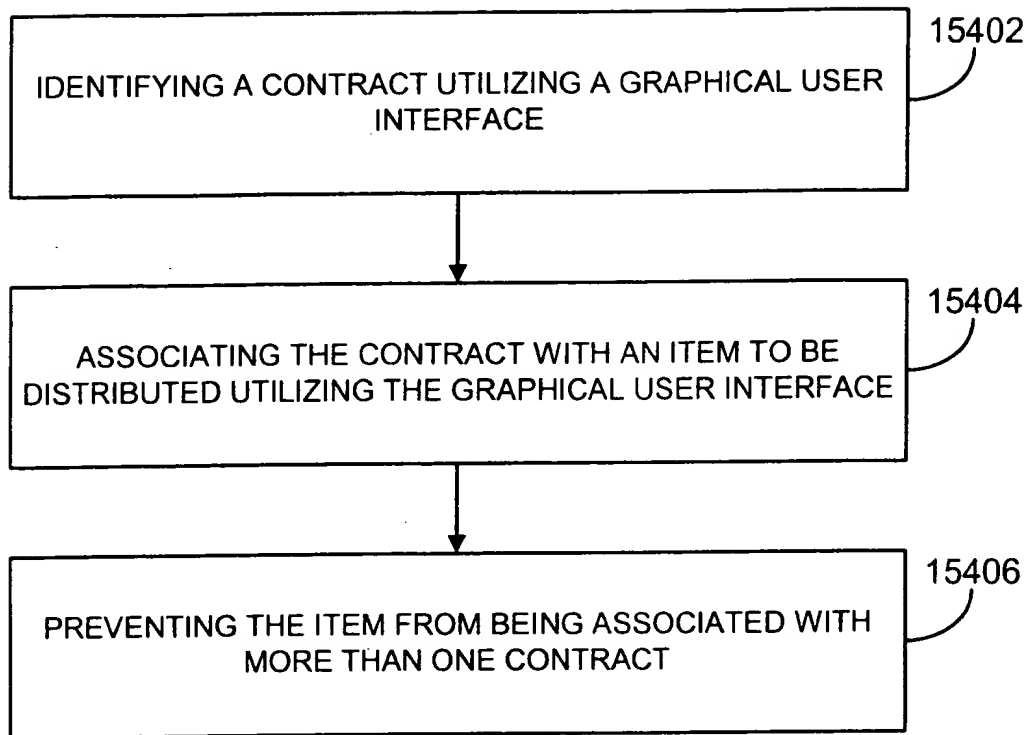 15402
IDENTIFYING A CONTRACT UTILIZING A GRAPHICAL USER
INTERFACE
15404
ASSOCIATING THE CONTRACT WITH AN ITEM TO BE
DISTRIBUTED UTILIZING THE GRAPHICAL USER INTERFACE
15406
PREVENTING THE ITEM FROM BEING ASSOCIATED WITH
MORE THAN ONE CONTRACT